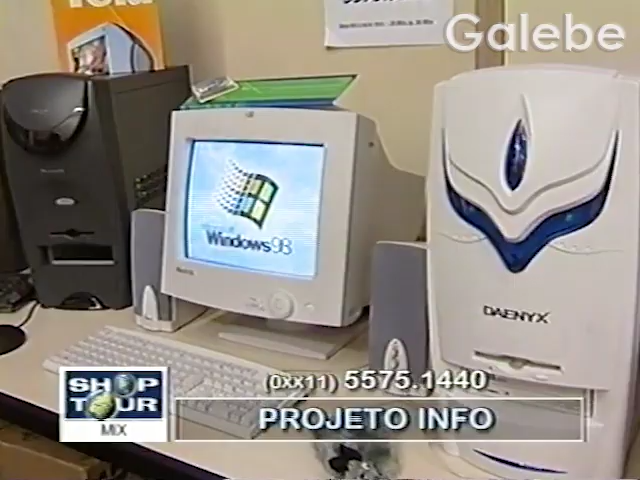 Galebe
Windows98
DAENYX
(0XX11) 5575.1440
SHOP
TOUR
MIX
PROJETO INFO